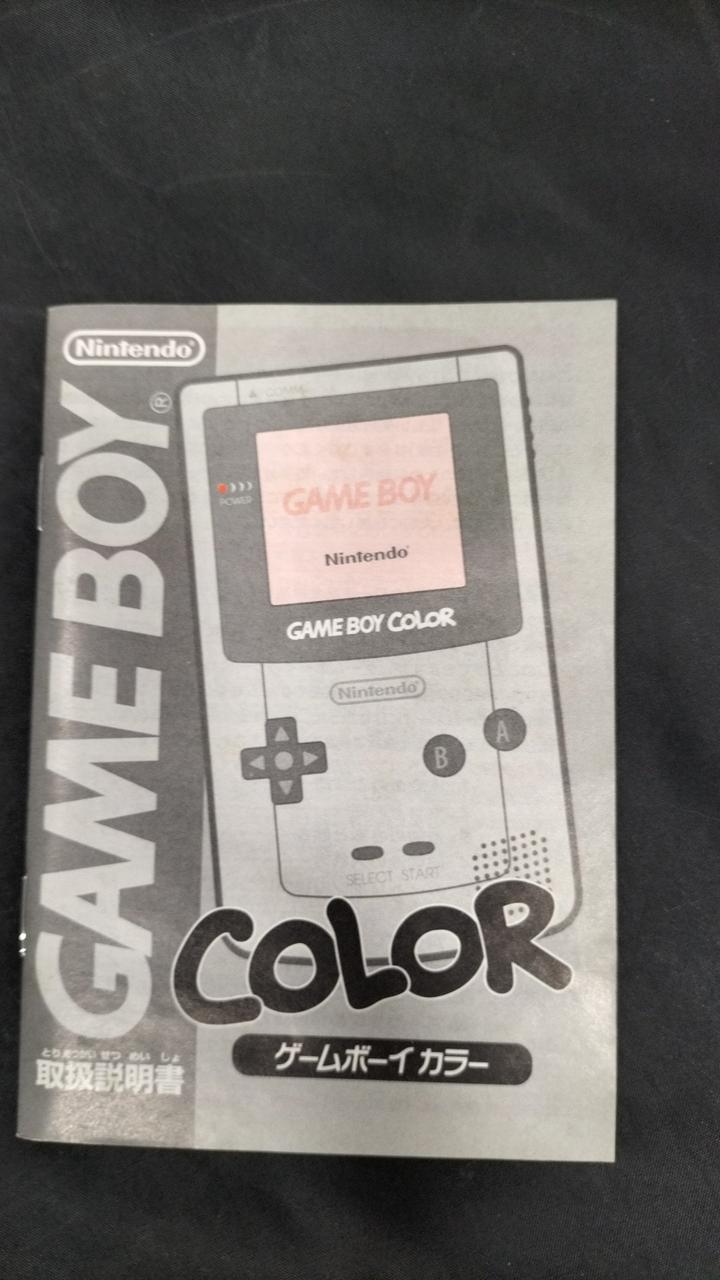 Nintendo®
GAME BOY®
COMM.
POWER
GAME BOY
Nintendo®
GAME BOY COLOR
Nintendo®
A
B
SELECT START
COLOR
ゲームボーイ カラー
とりあつかい せつ めい しょ
取扱説明書